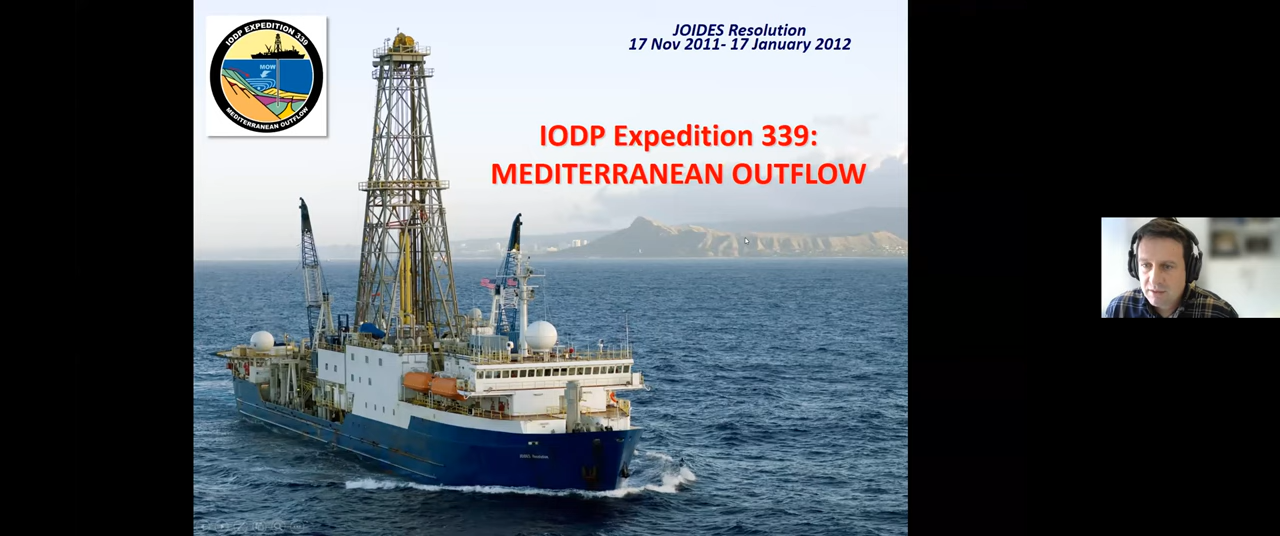 IODP EXPEDITION 339
MOW
MEDITERRANEAN OUTFLOW
JOIDES Resolution
17 Nov 2011- 17 January 2012
IODP Expedition 339:
MEDITERRANEAN OUTFLOW